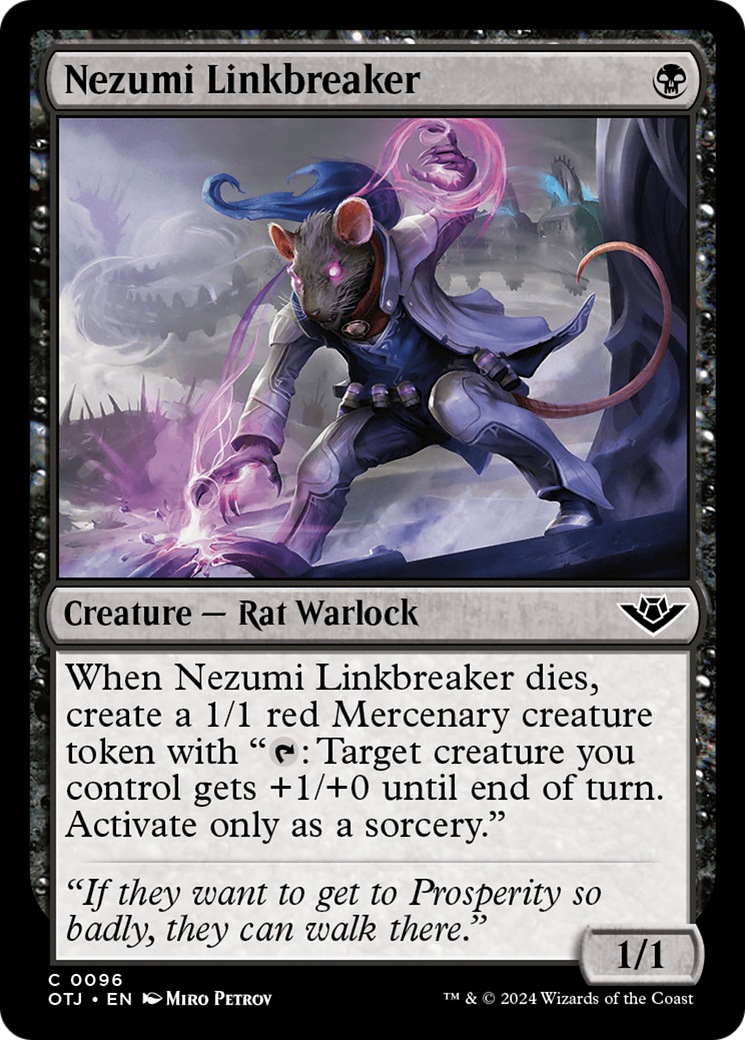 Nezumi Linkbreaker
Creature — Rat Warlock
When Nezumi Linkbreaker dies,
create a 1/1 red Mercenary creature
token with “: Target creature you
control gets +1/+0 until end of turn.
Activate only as a sorcery.”
“If they want to get to Prosperity so
badly, they can walk there.”
1/1
C 0096
OTJ • EN Miro Petrov
™ & © 2024 Wizards of the Coast